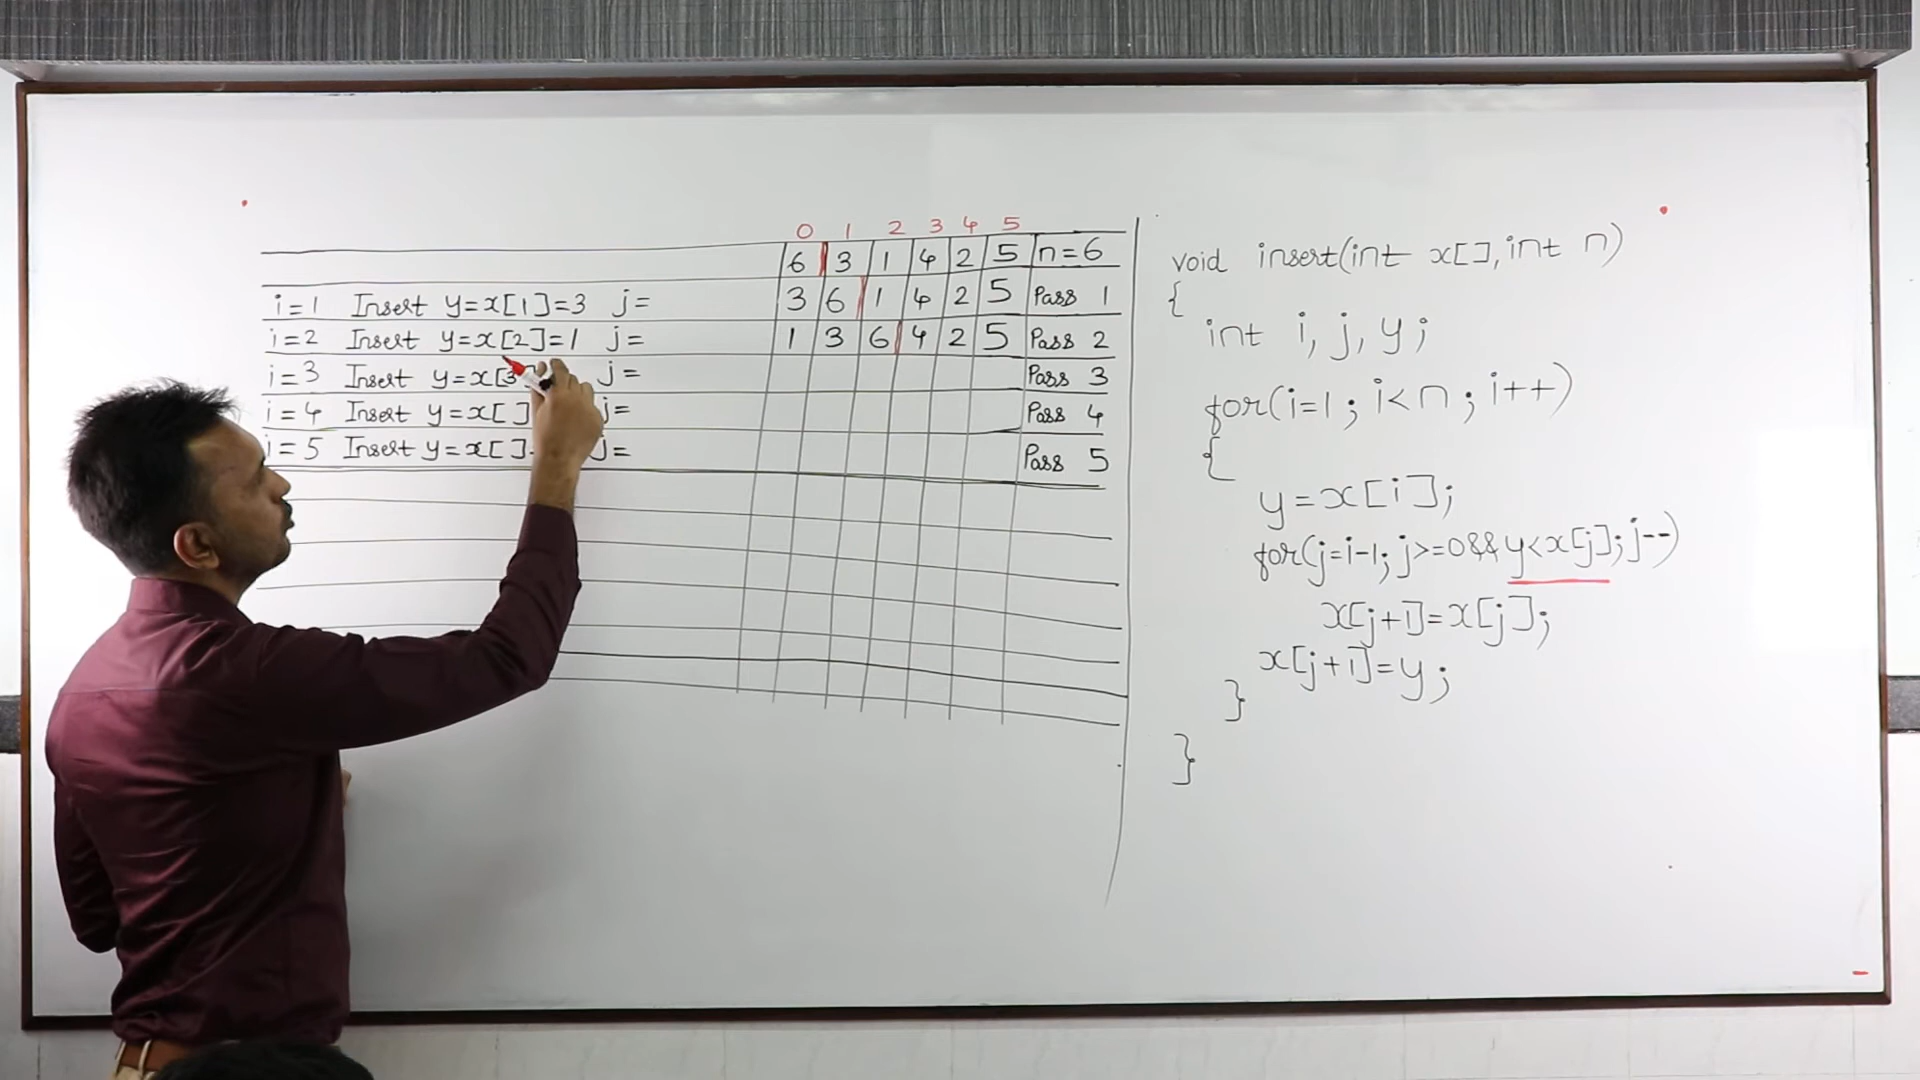 0 1 2 3 4 5
6 3 1 4 2 5 n=6
i=1 Insert y=x[1]=3 j= 3 6 1 4 2 5 Pass 1
i=2 Insert y=x[2]=1 j= 1 3 6 4 2 5 Pass 2
i=3 Insert y=x[3] j= Pass 3
i=4 Insert y=x[ ] j= Pass 4
i=5 Insert y=x[ ] j= Pass 5
void insert(int x[], int n)
{
int i, j, y;
for(i=1; i<n; i++)
{
y=x[i];
for(j=i-1; j>=0&&y<x[j]; j--)
x[j+1]=x[j];
x[j+1]=y;
}
}